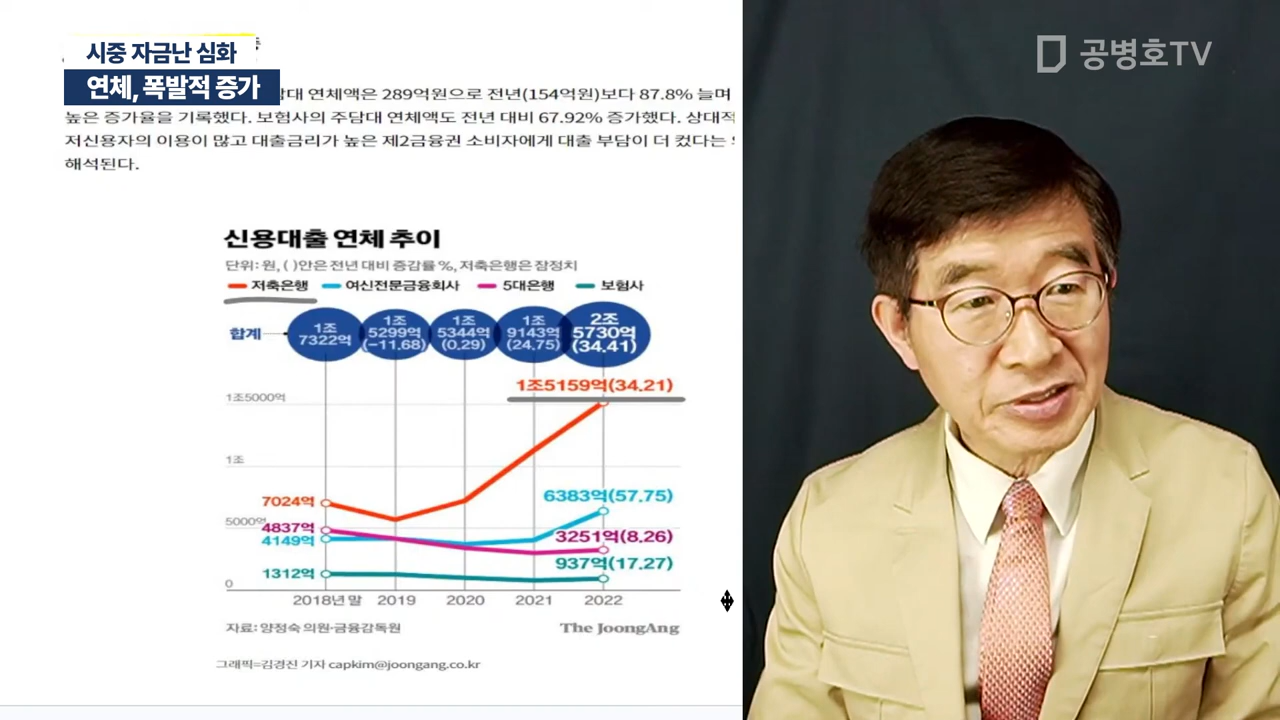 시중 자금난 심화
연체, 폭발적 증가
공병호TV
담대 연체액은 289억원으로 전년(154억원)보다 87.8% 늘며
높은 증가율을 기록했다. 보험사의 주담대 연체액도 전년 대비 67.92% 증가했다. 상대적
저신용자의 이용이 많고 대출금리가 높은 제2금융권 소비자에게 대출 부담이 더 컸다는
해석된다.
신용대출 연체 추이
단위: 원, ( )안은 전년 대비 증감률 %, 저축은행은 잠정치
저축은행 여신전문금융회사 5대은행 보험사
합계
1조 7322억
1조 5299억 (-11.68)
1조 5344억 (0.29)
1조 9143억 (24.75)
2조 5730억 (34.41)
1조5159억(34.21)
1조5000억
1조
7024억
6383억(57.75)
5000억
4837억
4149억
3251억(8.26)
937억(17.27)
1312억
0
2018년 말 2019 2020 2021 2022
자료: 양정숙 의원·금융감독원
The JoongAng
그래픽=김경진 기자 capkim@joongang.co.kr